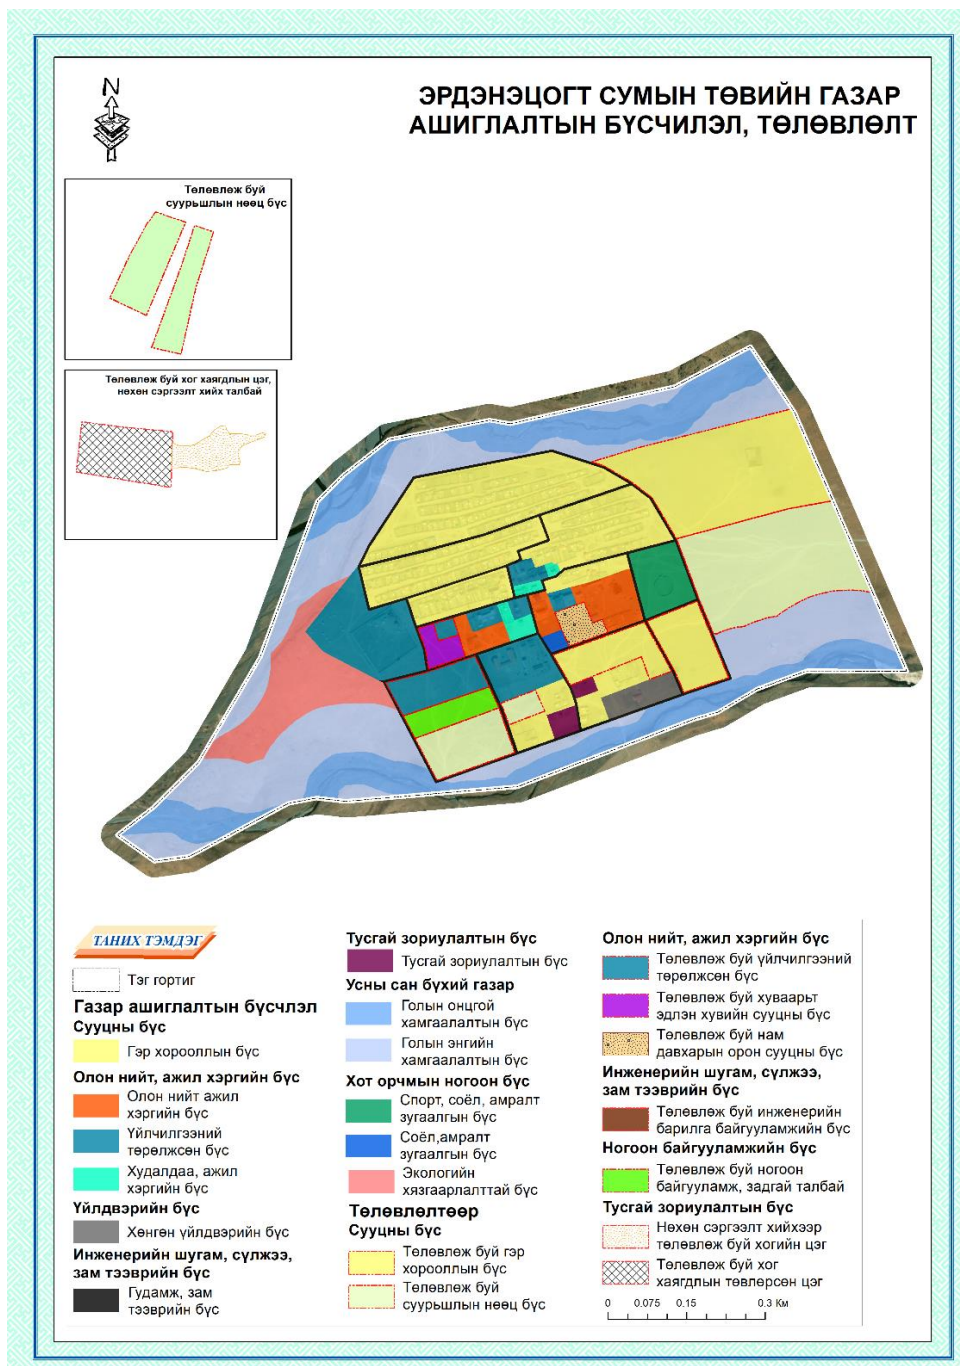 N
ЭРДЭНЭЦОГТ СУМЫН ТӨВИЙН ГАЗАР
АШИГЛАЛТЫН БҮСЧИЛЭЛ, ТӨЛӨВЛӨЛТ
Төлөвлөж буй
суурьшлын нөөц бүс
Төлөвлөж буй хог хаягдлын цэг,
нөхөн сэргээлт хийх талбай
ТАНИХ ТЭМДЭГ
Тэг гортиг
Газар ашиглалтын бүсчлэл
Сууцны бүс
Гэр хорооллын бүс
Олон нийт, ажил хэргийн бүс
Олон нийт ажил
хэргийн бүс
Үйлчилгээний
төрөлжсөн бүс
Худалдаа, ажил
хэргийн бүс
Үйлдвэрийн бүс
Хөнгөн үйлдвэрийн бүс
Инженерийн шугам, сүлжээ,
зам тээврийн бүс
Гудамж, зам
тээврийн бүс
Тусгай зориулалтын бүс
Тусгай зориулалтын бүс
Усны сан бүхий газар
Голын онцгой
хамгаалалтын бүс
Голын энгийн
хамгаалалтын бүс
Хот орчмын ногоон бүс
Спорт, соёл, амралт
зугаалгын бүс
Соёл,амралт
зугаалгын бүс
Экологийн
хязгаарлалттай бүс
Төлөвлөлтөөр
Сууцны бүс
Төлөвлөж буй гэр
хорооллын бүс
Төлөвлөж буй
суурьшлын нөөц бүс
Олон нийт, ажил хэргийн бүс
Төлөвлөж буй үйлчилгээний
төрөлжсөн бүс
Төлөвлөж буй хуваарьт
эдлэн хувийн сууцны бүс
Төлөвлөж буй нам
давхарын орон сууцны бүс
Инженерийн шугам, сүлжээ,
зам тээврийн бүс
Төлөвлөж буй инженерийн
барилга байгууламжийн бүс
Ногоон байгууламжийн бүс
Төлөвлөж буй ногоон
байгууламж, задгай талбай
Тусгай зориулалтын бүс
Нөхөн сэргээлт хийхээр
төлөвлөж буй хогийн цэг
Төлөвлөж буй хог
хаягдлын төвлөрсөн цэг
0 0.075 0.15 0.3 Км